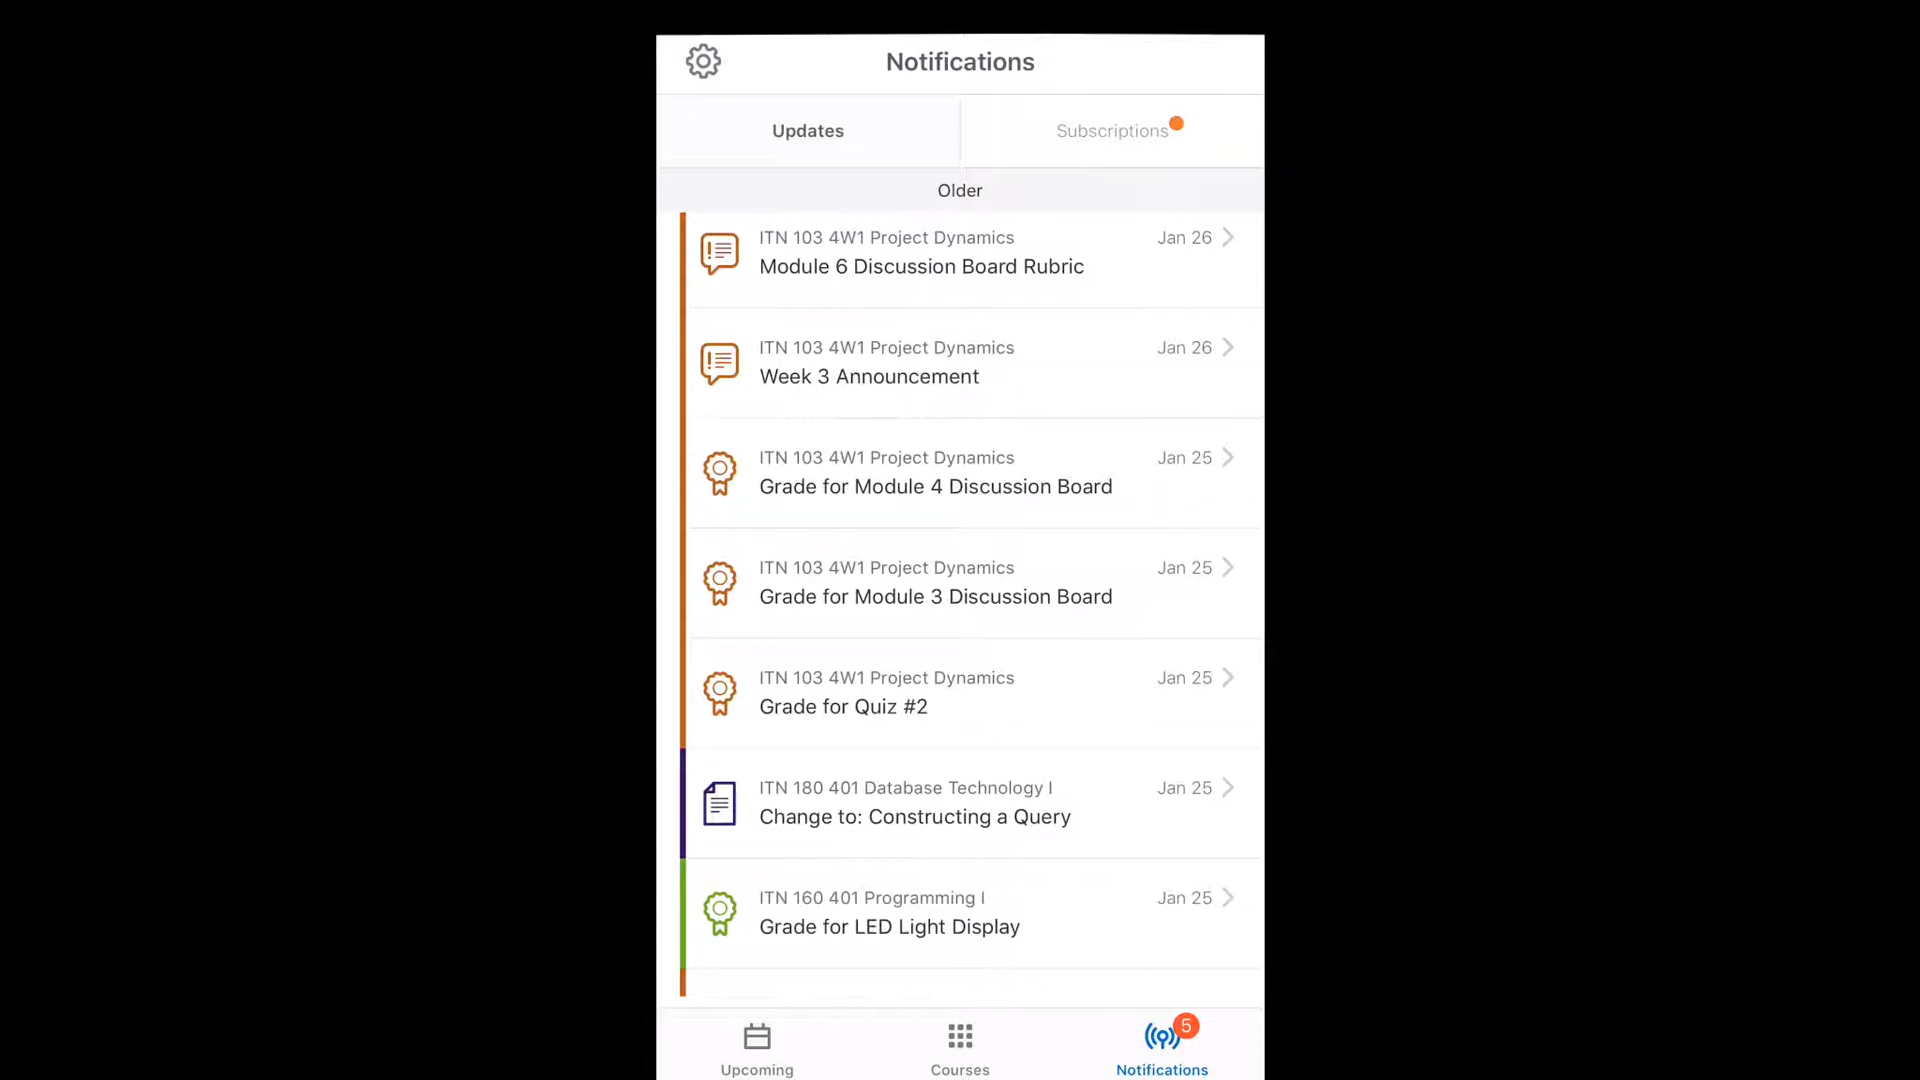 Notifications
Updates
Subscriptions
Older
ITN 103 4W1 Project Dynamics
Jan 26
Module 6 Discussion Board Rubric
ITN 103 4W1 Project Dynamics
Jan 26
Week 3 Announcement
ITN 103 4W1 Project Dynamics
Jan 25
Grade for Module 4 Discussion Board
ITN 103 4W1 Project Dynamics
Jan 25
Grade for Module 3 Discussion Board
ITN 103 4W1 Project Dynamics
Jan 25
Grade for Quiz #2
ITN 180 401 Database Technology I
Jan 25
Change to: Constructing a Query
ITN 160 401 Programming I
Jan 25
Grade for LED Light Display
5
Upcoming
Courses
Notifications